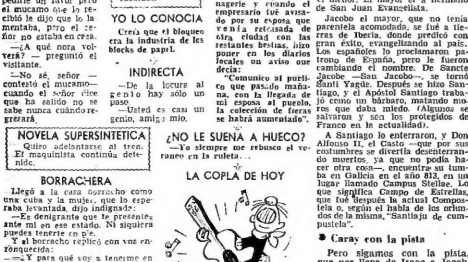 pedirle un favor pero
el mucamo que lo re-
cibió le dijo que lo la-
mentaba, pero el se-
ñor no estaba en casa.
—¿A qué hora vol-
verá? — preguntó el
visitante.
—No sé, señor —
contestó el mucamo—,
cuando el señor dice
que ha salido no se
sabe nunca cuándo re-
gresará.
NOVELA SUPERSINTETICA
Quiso adelantarse al tren.
El maquinista continúa dete-
nido.
BORRACHERA
Llegó a la casa borracho como
una cuba y la mujer, que lo espe-
raba levantada, dijo indignada:
—Es denigrante que te presentes
ante mí en ese estado. Ni siquiera
puedes tenerte en pie.
Y el borracho replicó con voz en-
ronquecida:
—¿Y para qué voy a tenerme en
YO LO CONOCIA
Creía que el bloqueo
era la industria de los
blocks de papel.
☆
INDIRECTA
—De la locura al
genio hay sólo un
paso.
—Usted es casi un
genio, amigo mío.
☆
¿NO LE SUENA A HUECO?
—Yo siempre me rebusco el ve-
raneo en la ruleta...
☆
LA COPLA DE HOY
nagerie y cuando el
empresario fue avisa-
do por su esposa que
venía retrasada de
otra ciudad con las
restantes bestias, hizo
poner en los diarios
locales un aviso que
decía:
"Comunico al públi-
co que pasado maña-
na, con la llegada de
mi esposa al pueblo,
la colección de fieras
se habrá aumentado".
de San Juan Evangelista.
Jacobo el mayor, que no tenía
parentela acomodada, se fué a tie-
rras de Iberia, donde predicó con
gran éxito, evangelizando al país.
Los españoles lo proclamaron pa-
trono de España, pero le fueron
cambiando el nombre. De Sancte
Jacobe —San Jacobo—, se tornó
Santi Yagüe. Después se hizo San-
tiago, y el Apóstol Santiago traba-
jó como un bárbaro, matando mo-
ros que daba miedo. (Algunos se
salvaron y son los protegidos de
Franco en la actualidad).
A Santiago lo enterraron, y Don
Alfonso II, el Casto —que por sus
costumbres se divertía desenterran-
do muertos, ya que no podía ha-
cer otra cosa—, encontró su tum-
ba en Galicia en el año 813, en un
lugar llamado Campus Stellae,
que significa Campo de Estrellas,
que fué después la actual Compos-
tela o, según el habla de los oriun-
dos de la misma, "Santiaju de cum-
pustela".
• Caray con la pista
Pero sigamos con la pista,